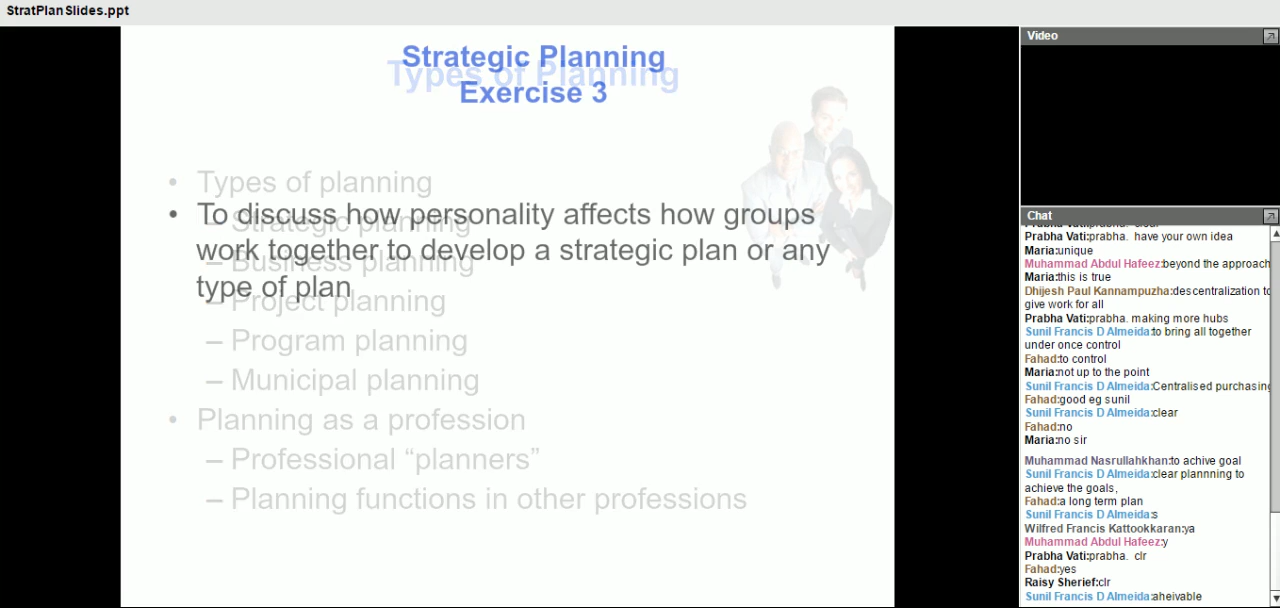 StratPlanSlides.ppt
Strategic Planning
Types of Planning
Exercise 3
• Types of planning
• To discuss how personality affects how groups
– Strategic planning
work together to develop a strategic plan or any
– Business planning
type of plan
– Project planning
– Program planning
– Municipal planning
• Planning as a profession
– Professional “planners”
– Planning functions in other professions
Video
Chat
Prabha Vati:prabha. have your own idea
Maria:unique
Muhammad Abdul Hafeez:beyond the approach
Maria:this is true
Dhijesh Paul Kannampuzha:descentralization to
give work for all
Prabha Vati:prabha. making more hubs
Sunil Francis D Almeida:to bring all together
under once control
Fahad:to control
Maria:not up to the point
Sunil Francis D Almeida:Centralised purchasing
Fahad:good eg sunil
Sunil Francis D Almeida:clear
Fahad:no
Maria:no sir
Muhammad Nasrullahkhan:to achive goal
Sunil Francis D Almeida:clear plannning to
achieve the goals,
Fahad:a long term plan
Sunil Francis D Almeida:s
Wilfred Francis Kattookkaran:ya
Muhammad Abdul Hafeez:y
Prabha Vati:prabha. clr
Fahad:yes
Raisy Sherief:clr
Sunil Francis D Almeida:aheivable